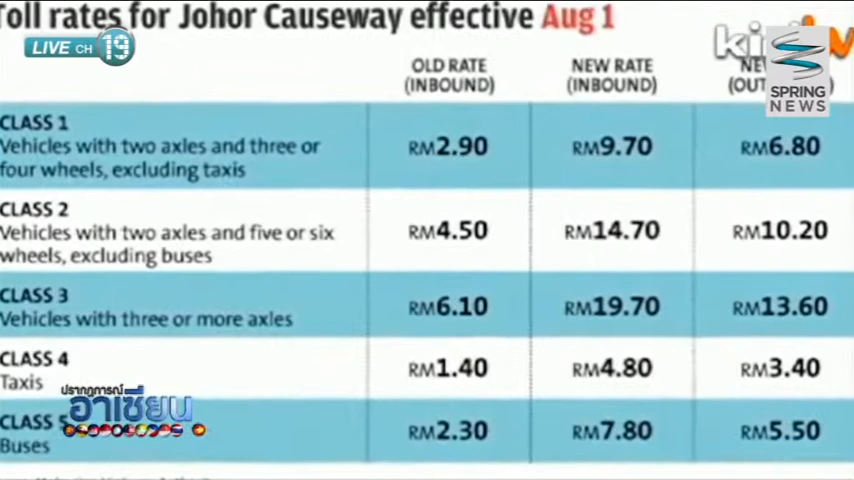 Toll rates for Johor Causeway effective Aug 1
LIVE CH 19
SPRING
NEWS
OLD RATE
(INBOUND)
NEW RATE
(INBOUND)
CLASS 1
Vehicles with two axles and three or
four wheels, excluding taxis
RM2.90
RM9.70
RM6.80
CLASS 2
Vehicles with two axles and five or six
wheels, excluding buses
RM4.50
RM14.70
RM10.20
CLASS 3
Vehicles with three or more axles
RM6.10
RM19.70
RM13.60
CLASS 4
Taxis
RM1.40
RM4.80
RM3.40
ปรากฏการณ์
อาเซียน
CLASS 5
Buses
RM2.30
RM7.80
RM5.50